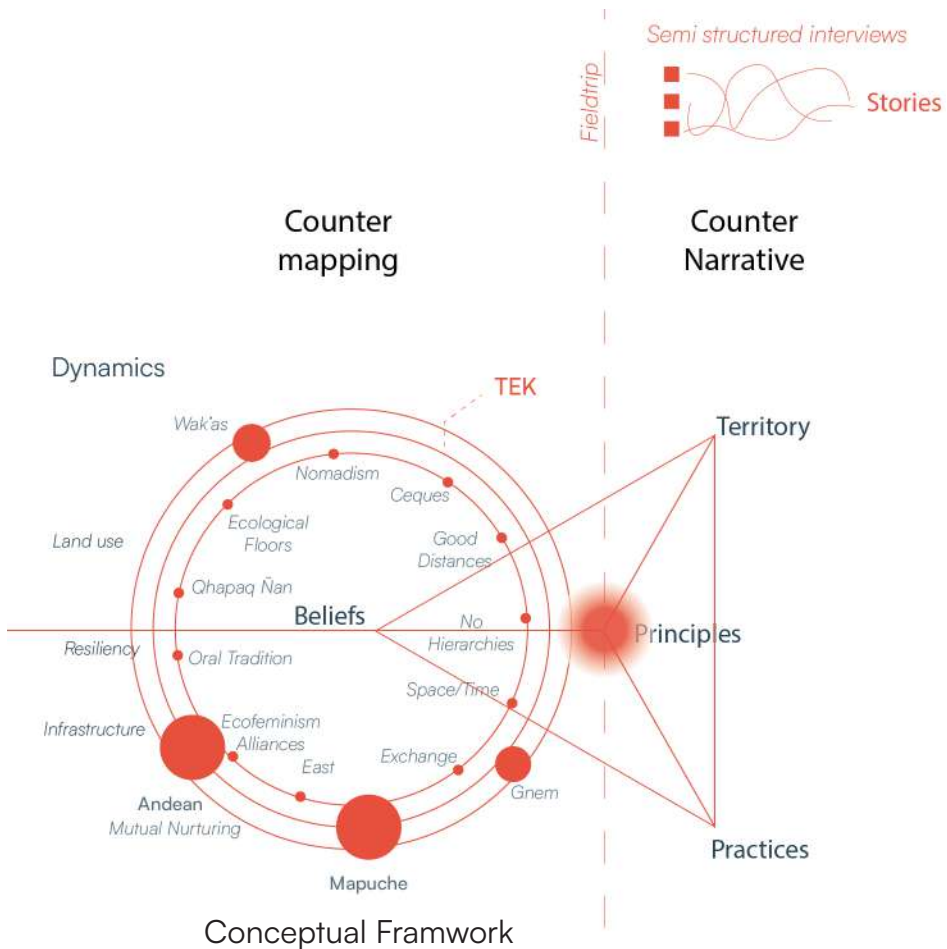 Semi structured interviews
Fieldtrip
Stories
Counter
mapping
Counter
Narrative
Dynamics
TEK
Wak'as
Territory
Nomadism
Ceques
Ecological
Floors
Good
Distances
Land use
Qhapaq Ñan
Beliefs
No
Hierarchies
Principles
Resiliency
Oral Tradition
Space/Time
Infrastructure
Ecofeminism
Alliances
East
Exchange
Gnem
Andean
Mutual Nurturing
Practices
Mapuche
Conceptual Framwork